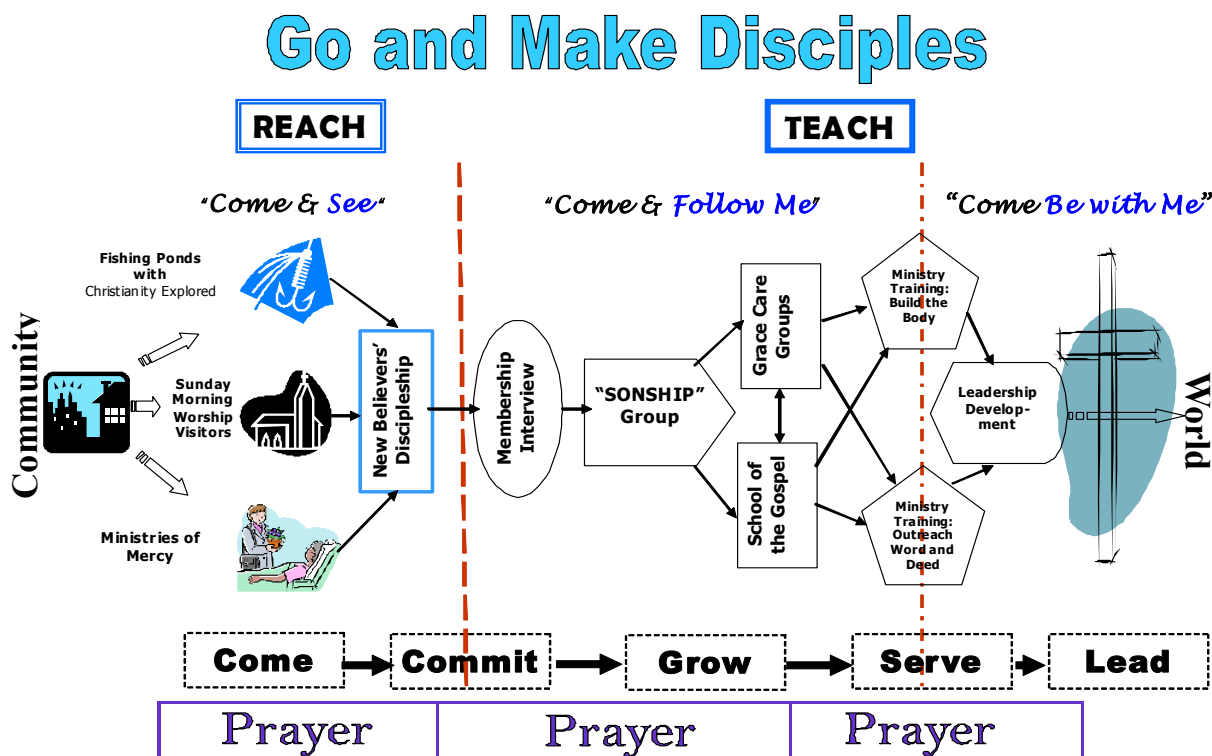 Go and Make Disciples
REACH
TEACH
"Come & See"
"Come & Follow Me"
"Come Be with Me"
Community
Fishing Ponds
with
Christianity Explored
Sunday
Morning
Worship
Visitors
Ministries of
Mercy
New Believers'
Discipleship
Membership
Interview
"SONSHIP"
Group
Grace Care
Groups
School of
the Gospel
Ministry
Training:
Build the
Body
Ministry
Training:
Outreach
Word and
Deed
Leadership
Develop-
ment
World
Come
Commit
Grow
Serve
Lead
Prayer
Prayer
Prayer